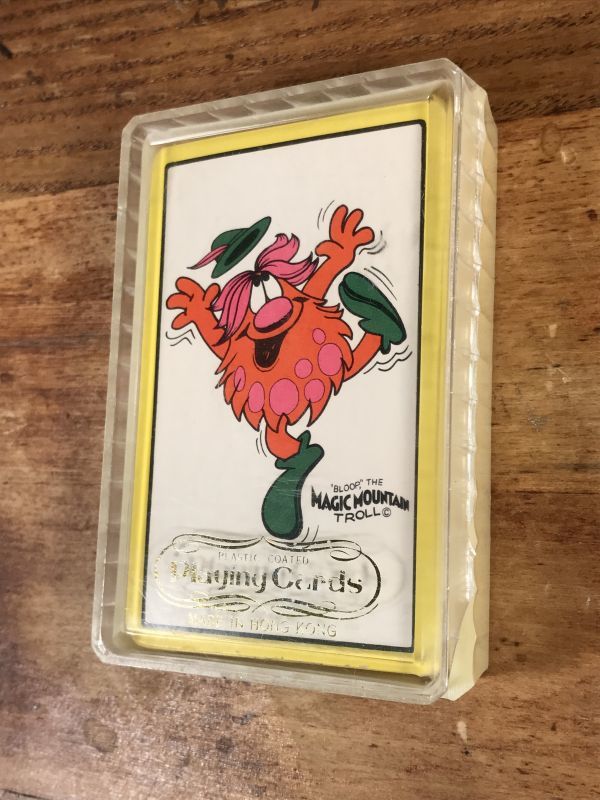 "BLOOP," THE
MAGIC MOUNTAIN
TROLL ©
PLASTIC COATED
Playing Cards
MADE IN HONG KONG